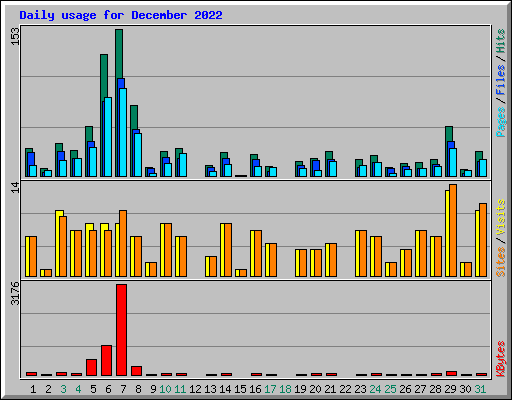 Daily usage for December 2022
153
Pages / Files / Hits
14
Sites / Visits
3176
KBytes
1 2 3 4 5 6 7 8 9 10 11 12 13 14 15 16 17 18 19 20 21 22 23 24 25 26 27 28 29 30 31